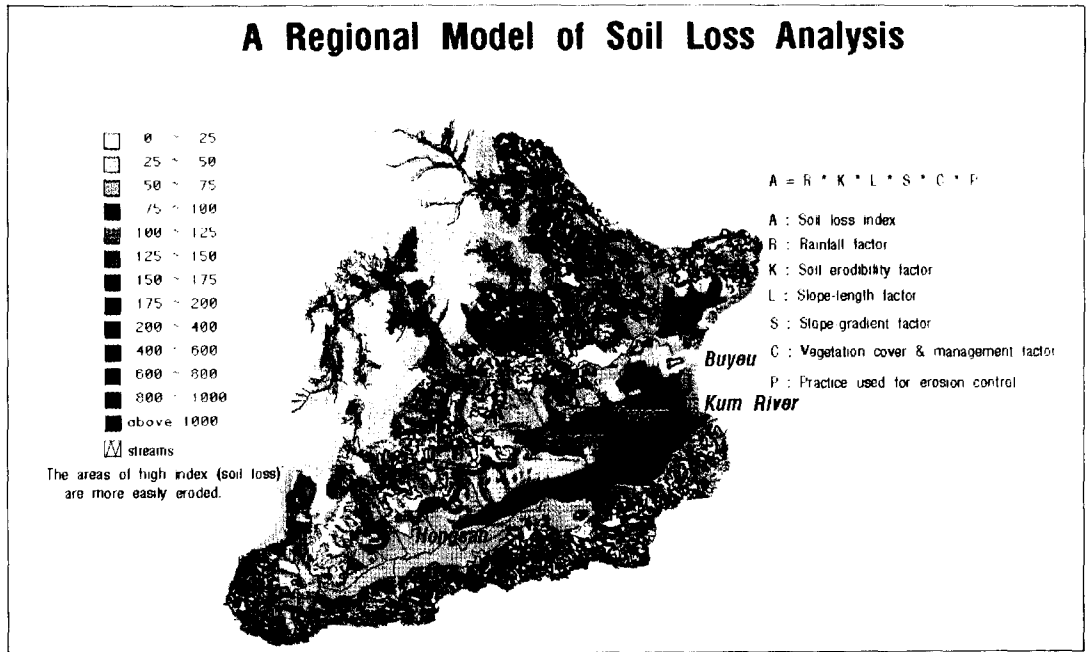 A Regional Model of Soil Loss Analysis
0 ~ 25
25 ~ 50
50 ~ 75
75 ~ 100
100 ~ 125
125 ~ 150
150 ~ 175
175 ~ 200
200 ~ 400
400 ~ 600
600 ~ 800
800 ~ 1000
above 1000
streams
The areas of high index (soil loss)
are more easily eroded.
A = R * K * L * S * C * P
A : Soil loss index
R : Rainfall factor
K : Soil erodibility factor
L : Slope-length factor
S : Slope-gradient factor
C : Vegetation cover & management factor
P : Practice used for erosion control
Buyeu
Kum River